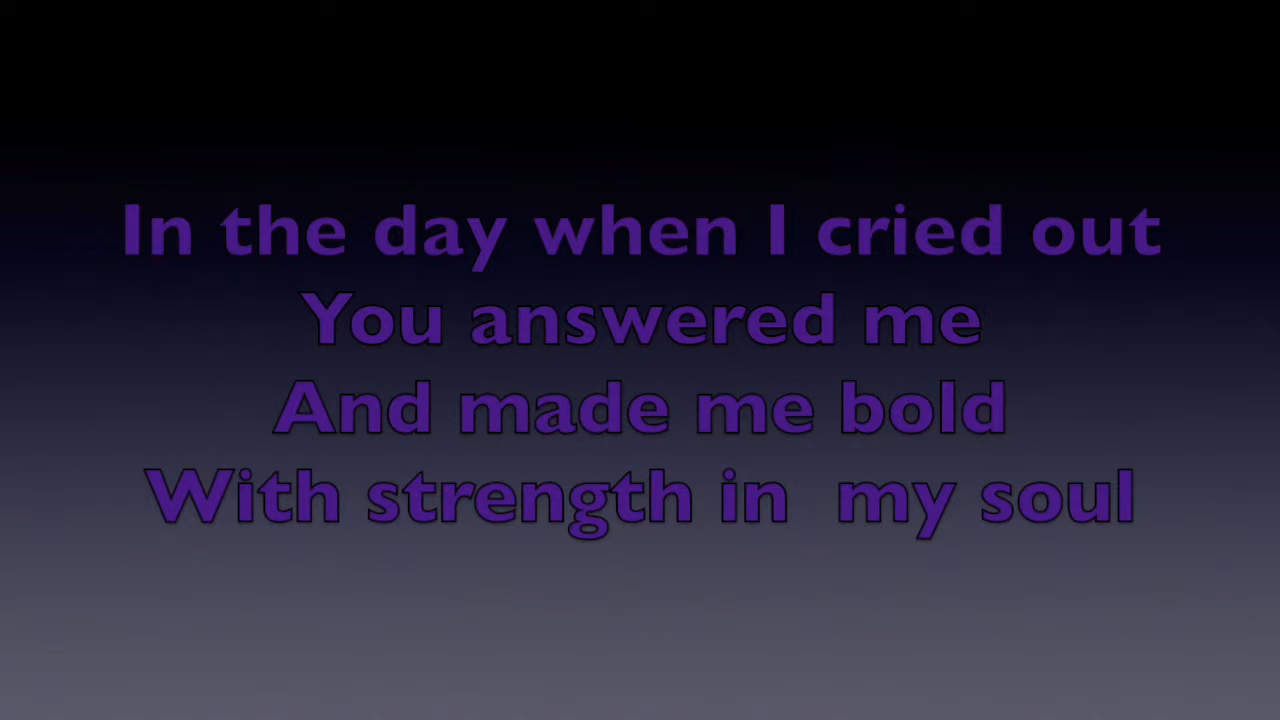 In the day when I cried out
You answered me
And made me bold
With strength in  my soul